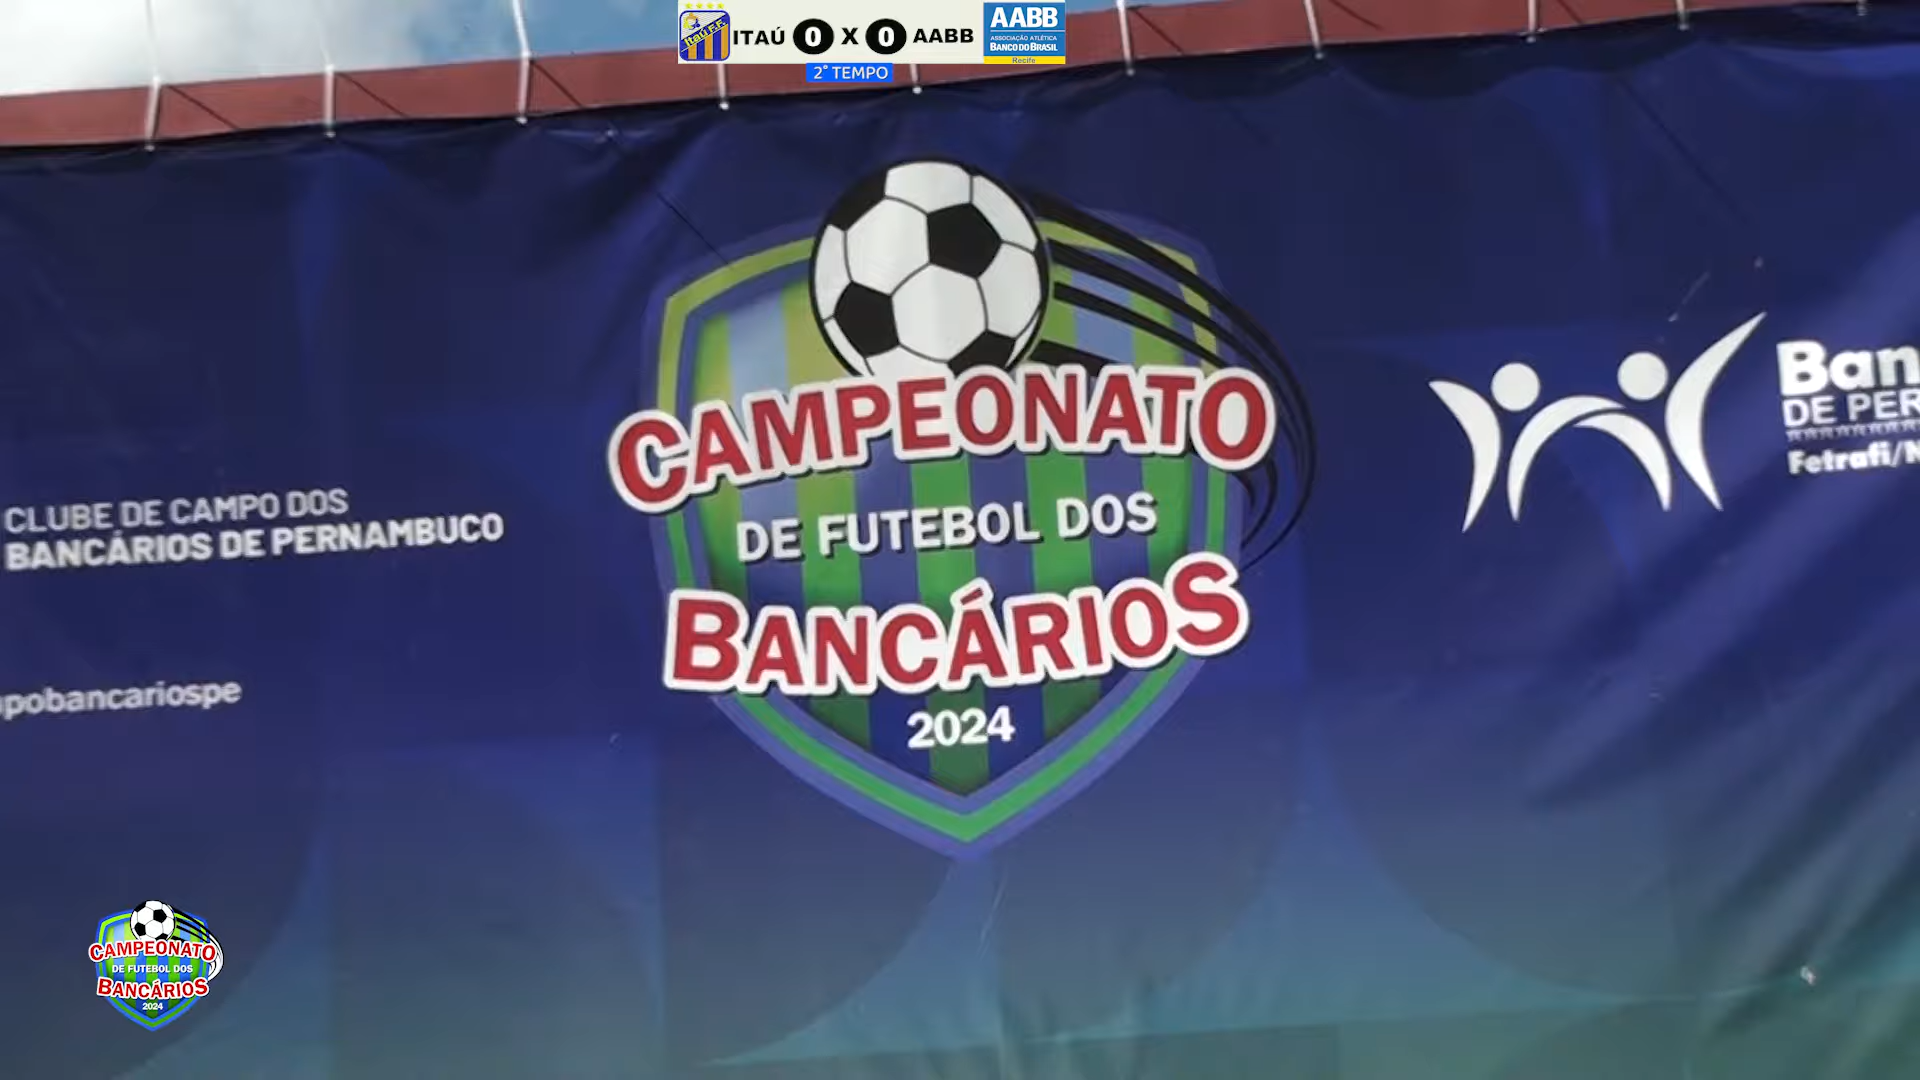 Itaú F.F.
ITAÚ 0 X 0 AABB
AABB
ASSOCIAÇÃO ATLÉTICA
BANCO DO BRASIL
Recife
2° TEMPO
CAMPEONATO
DE FUTEBOL DOS
BANCÁRIOS
2024
CLUBE DE CAMPO DOS
BANCÁRIOS DE PERNAMBUCO
pobancariospe
Ban
DE PER
Fetrafi/N
CAMPEONATO
DE FUTEBOL DOS
BANCÁRIOS
2024